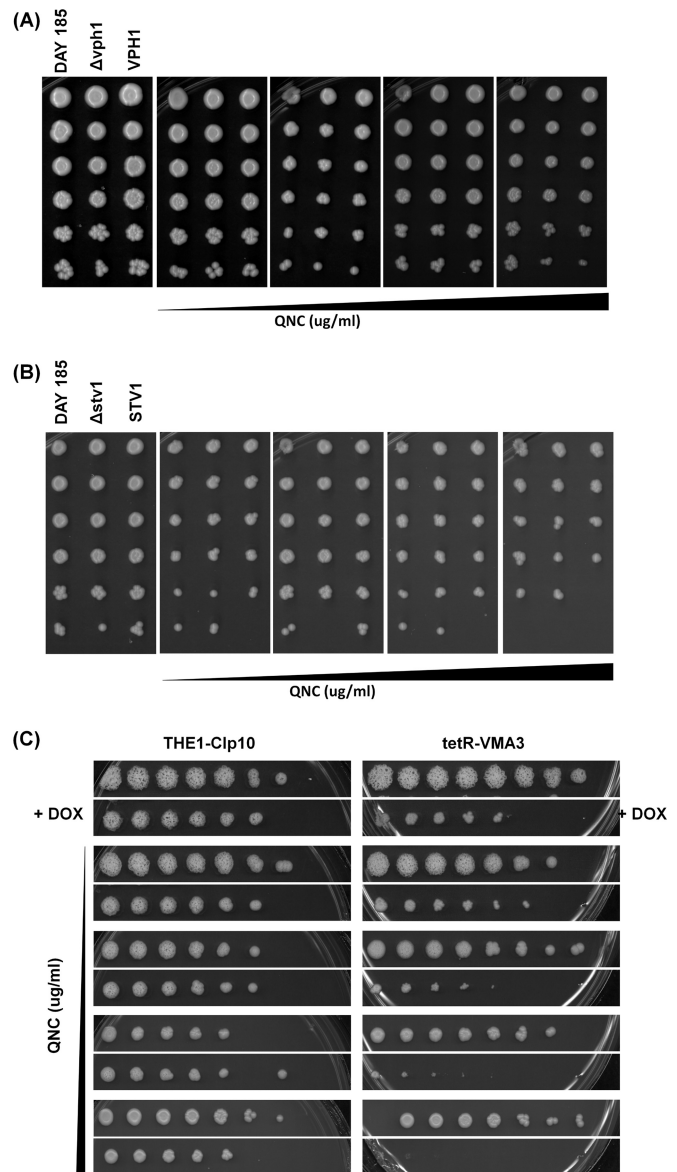 (A)
DAY 185
Δvph1
VPH1
QNC (ug/ml)
(B)
DAY 185
Δstv1
STV1
QNC (ug/ml)
(C)
THE1-CIp10
tetR-VMA3
+ DOX
+ DOX
QNC (ug/ml)